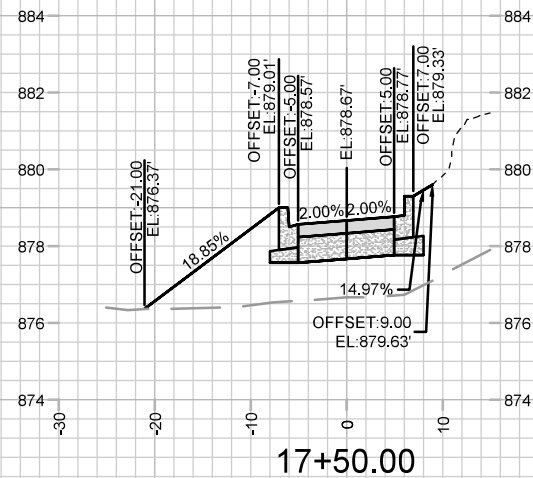 884
884
882
882
880
880
878
878
876
876
874
874
OFFSET:-21.00
EL:876.37'
OFFSET:-7.00
EL:879.01'
OFFSET:-5.00
EL:878.57'
EL:878.67'
OFFSET:5.00
EL:878.77'
OFFSET:7.00
EL:879.33'
18.85%
2.00%
2.00%
14.97%
OFFSET:9.00
EL:879.63'
-30
-20
-10
0
10
17+50.00